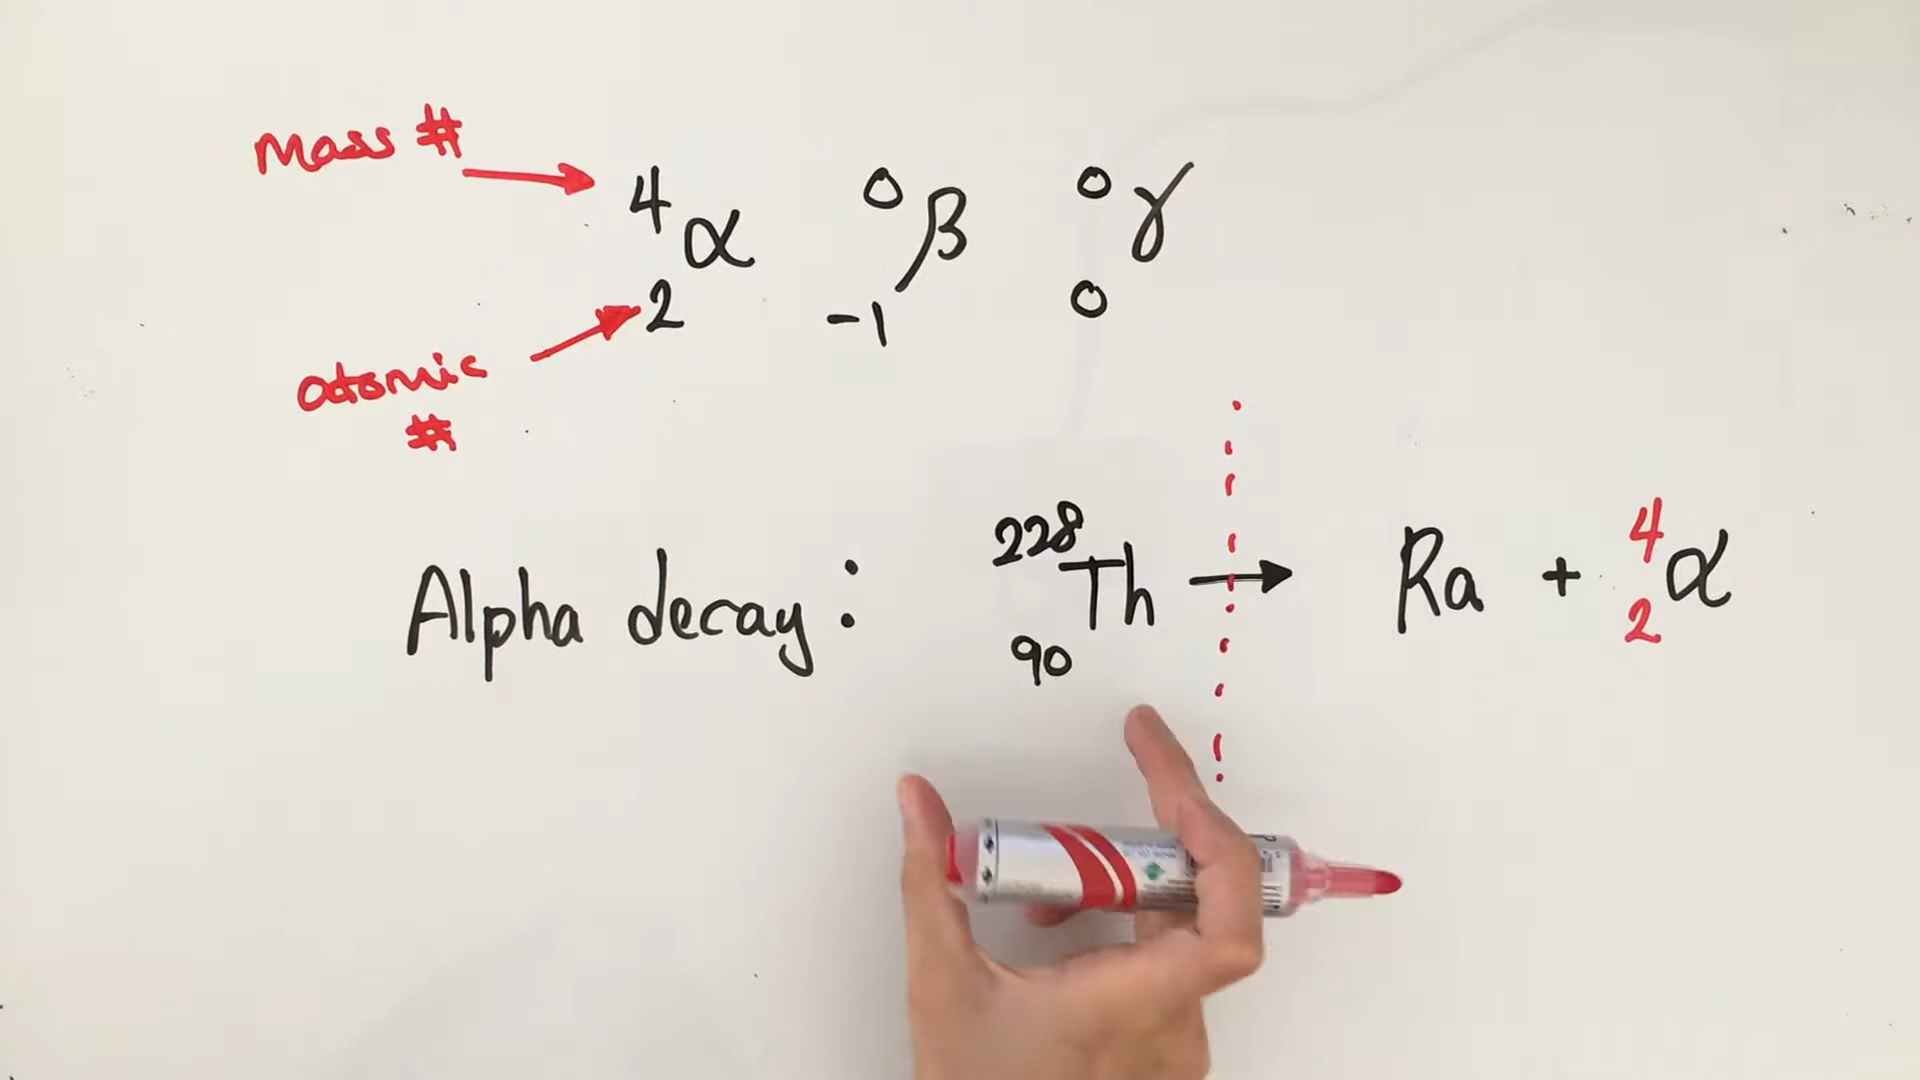 Mass #
4 α 2
0 β -1
0 γ 0
atomic
#
Alpha decay: 228 90 Th → Ra + 4 2 α